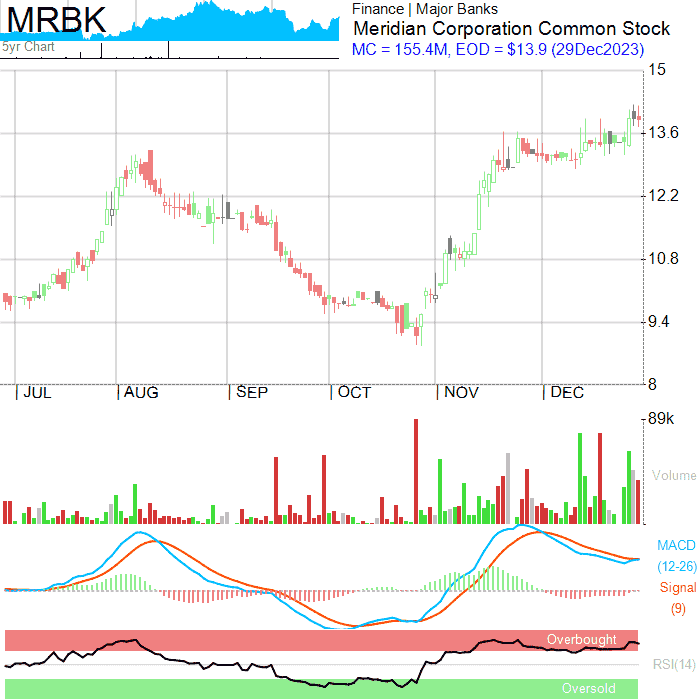 MRBK
5yr Chart
Finance | Major Banks
Meridian Corporation Common Stock
MC = 155.4M, EOD = $13.9 (29Dec2023)
15
13.6
12.2
10.8
9.4
8
| JUL | AUG | SEP | OCT | NOV | DEC
89k
Volume
MACD
(12-26)
Signal
(9)
Overbought
RSI(14)
Oversold